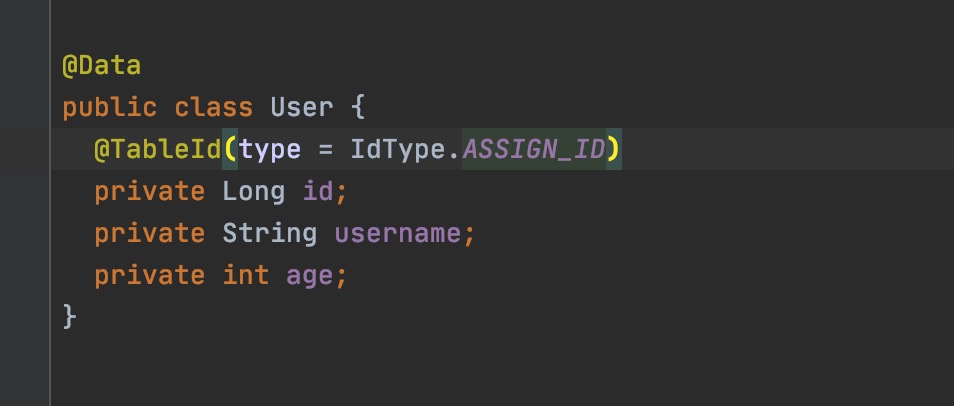 @Data
public class User {
@TableId(type = IdType.ASSIGN_ID)
private Long id;
private String username;
private int age;
}